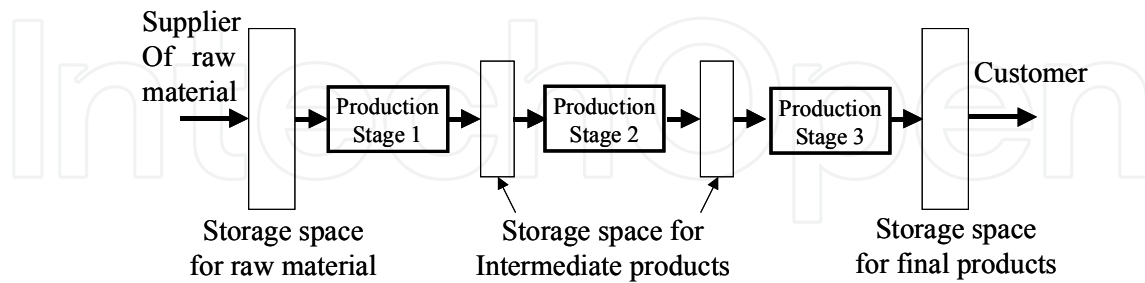 Supplier
Of raw
material
Production
Stage 1
Production
Stage 2
Production
Stage 3
Customer
Storage space
for raw material
Storage space for
Intermediate products
Storage space
for final products
IntechOpen